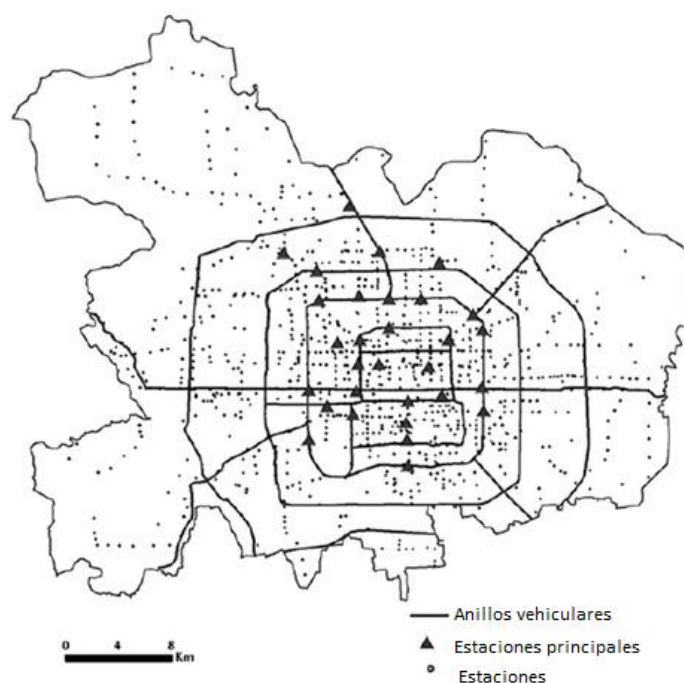 Anillos vehiculares
Estaciones principales
Estaciones
0 4 8
Km